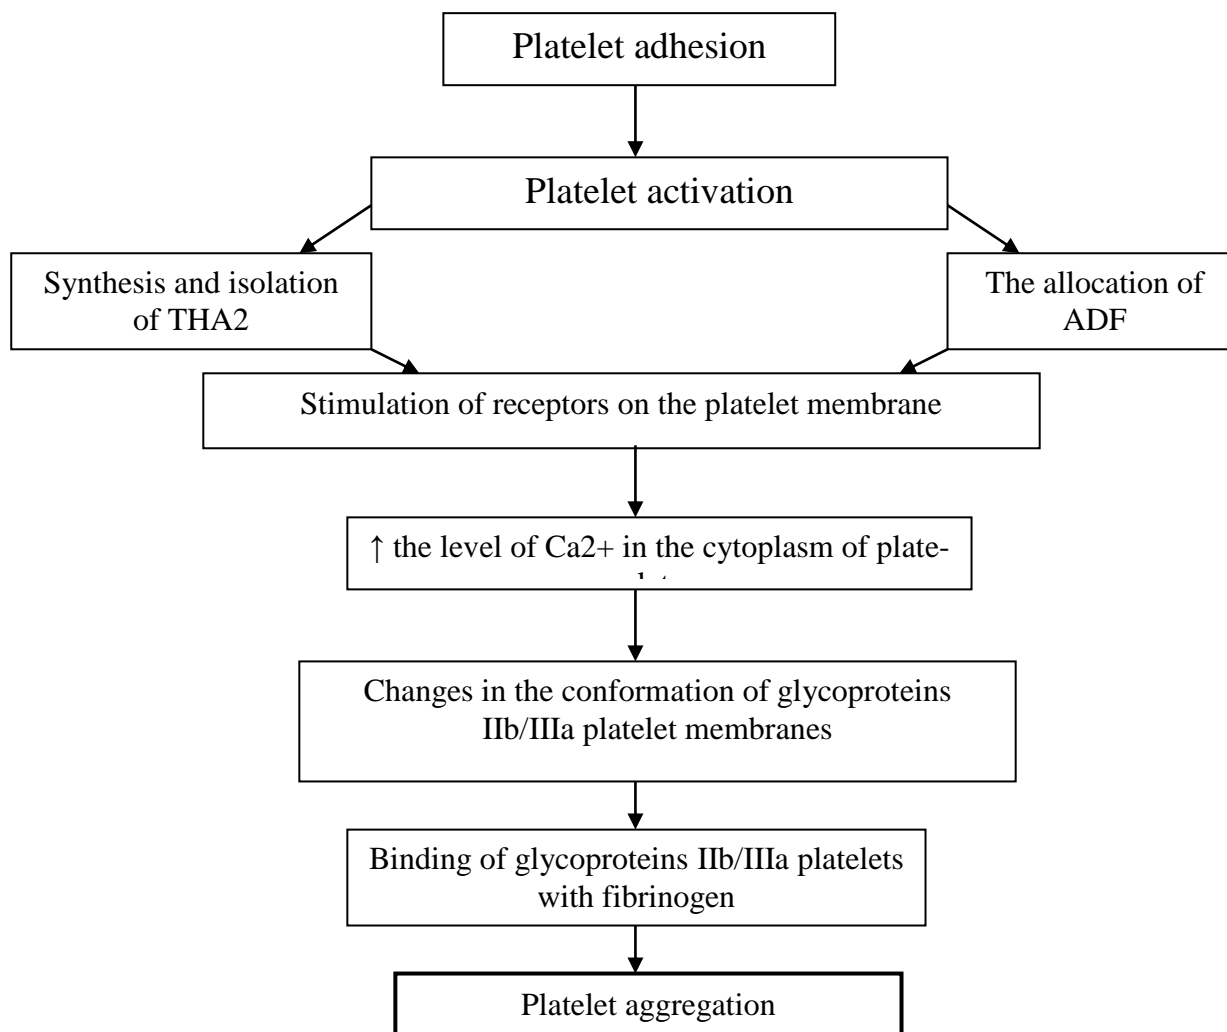 Platelet adhesion
Platelet activation
Synthesis and isolation
of THA2
The allocation of
ADF
Stimulation of receptors on the platelet membrane
↑ the level of Ca2+ in the cytoplasm of plate-
Changes in the conformation of glycoproteins
IIb/IIIa platelet membranes
Binding of glycoproteins IIb/IIIa platelets
with fibrinogen
Platelet aggregation